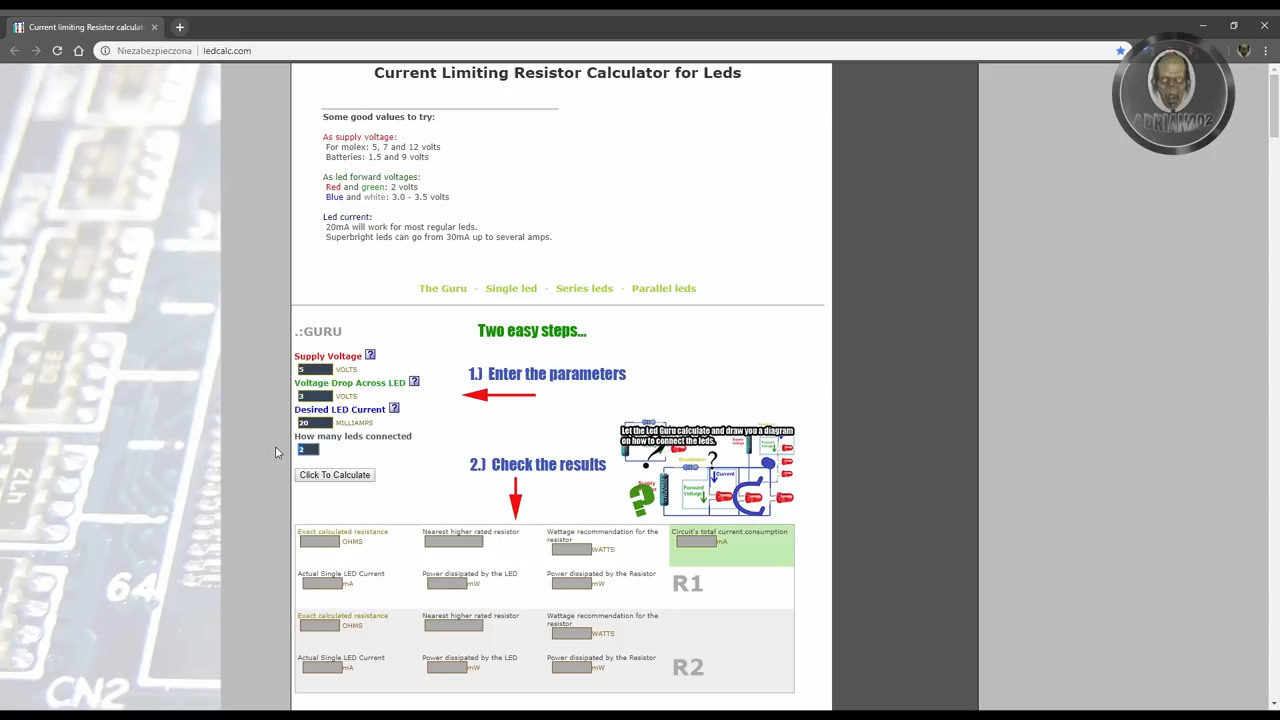 Current limiting Resistor calculat
Niezabezpieczona
ledcalc.com
ADRIAN202
Current Limiting Resistor Calculator for Leds
Some good values to try:
As supply voltage:
For molex: 5, 7 and 12 volts
Batteries: 1.5 and 9 volts
As led forward voltages:
Red and green: 2 volts
Blue and white: 3.0 - 3.5 volts
Led current:
20mA will work for most regular leds.
Superbright leds can go from 30mA up to several amps.
The Guru - Single led - Series leds - Parallel leds
.:GURU
Two easy steps...
Supply Voltage ?
5 VOLTS
Voltage Drop Across LED ?
3 VOLTS
Desired LED Current ?
20 MILLIAMPS
How many leds connected
2
Click To Calculate
1.) Enter the parameters
2.) Check the results
Let the Led Guru calculate and draw you a diagram
on how to connect the leds.
?
Resistance
Current
Supply
Forward
Voltage
?
Exact calculated resistance
OHMS
Nearest higher rated resistor
Wattage recommendation for the
resistor
WATTS
Circuit's total current consumption
mA
Actual Single LED Current
mA
Power dissipated by the LED
mW
Power dissipated by the Resistor
mW
R1
Exact calculated resistance
OHMS
Nearest higher rated resistor
Wattage recommendation for the
resistor
WATTS
Actual Single LED Current
mA
Power dissipated by the LED
mW
Power dissipated by the Resistor
mW
R2
64
CN2